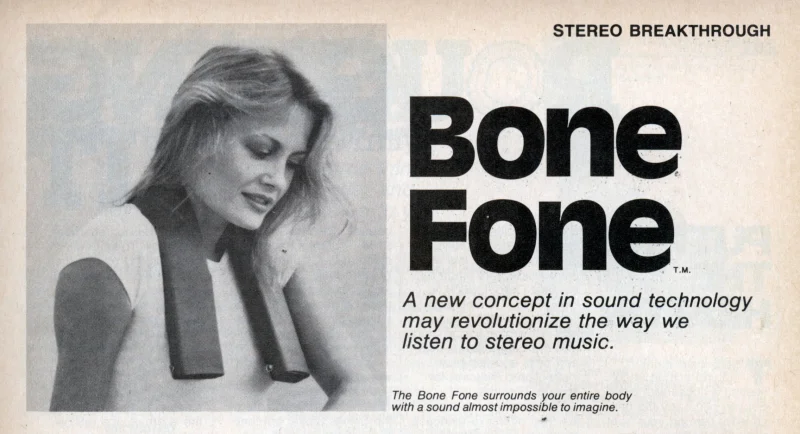 STEREO BREAKTHROUGH
Bone
Fone
T.M.
A new concept in sound technology
may revolutionize the way we
listen to stereo music.
The Bone Fone surrounds your entire body
with a sound almost impossible to imagine.